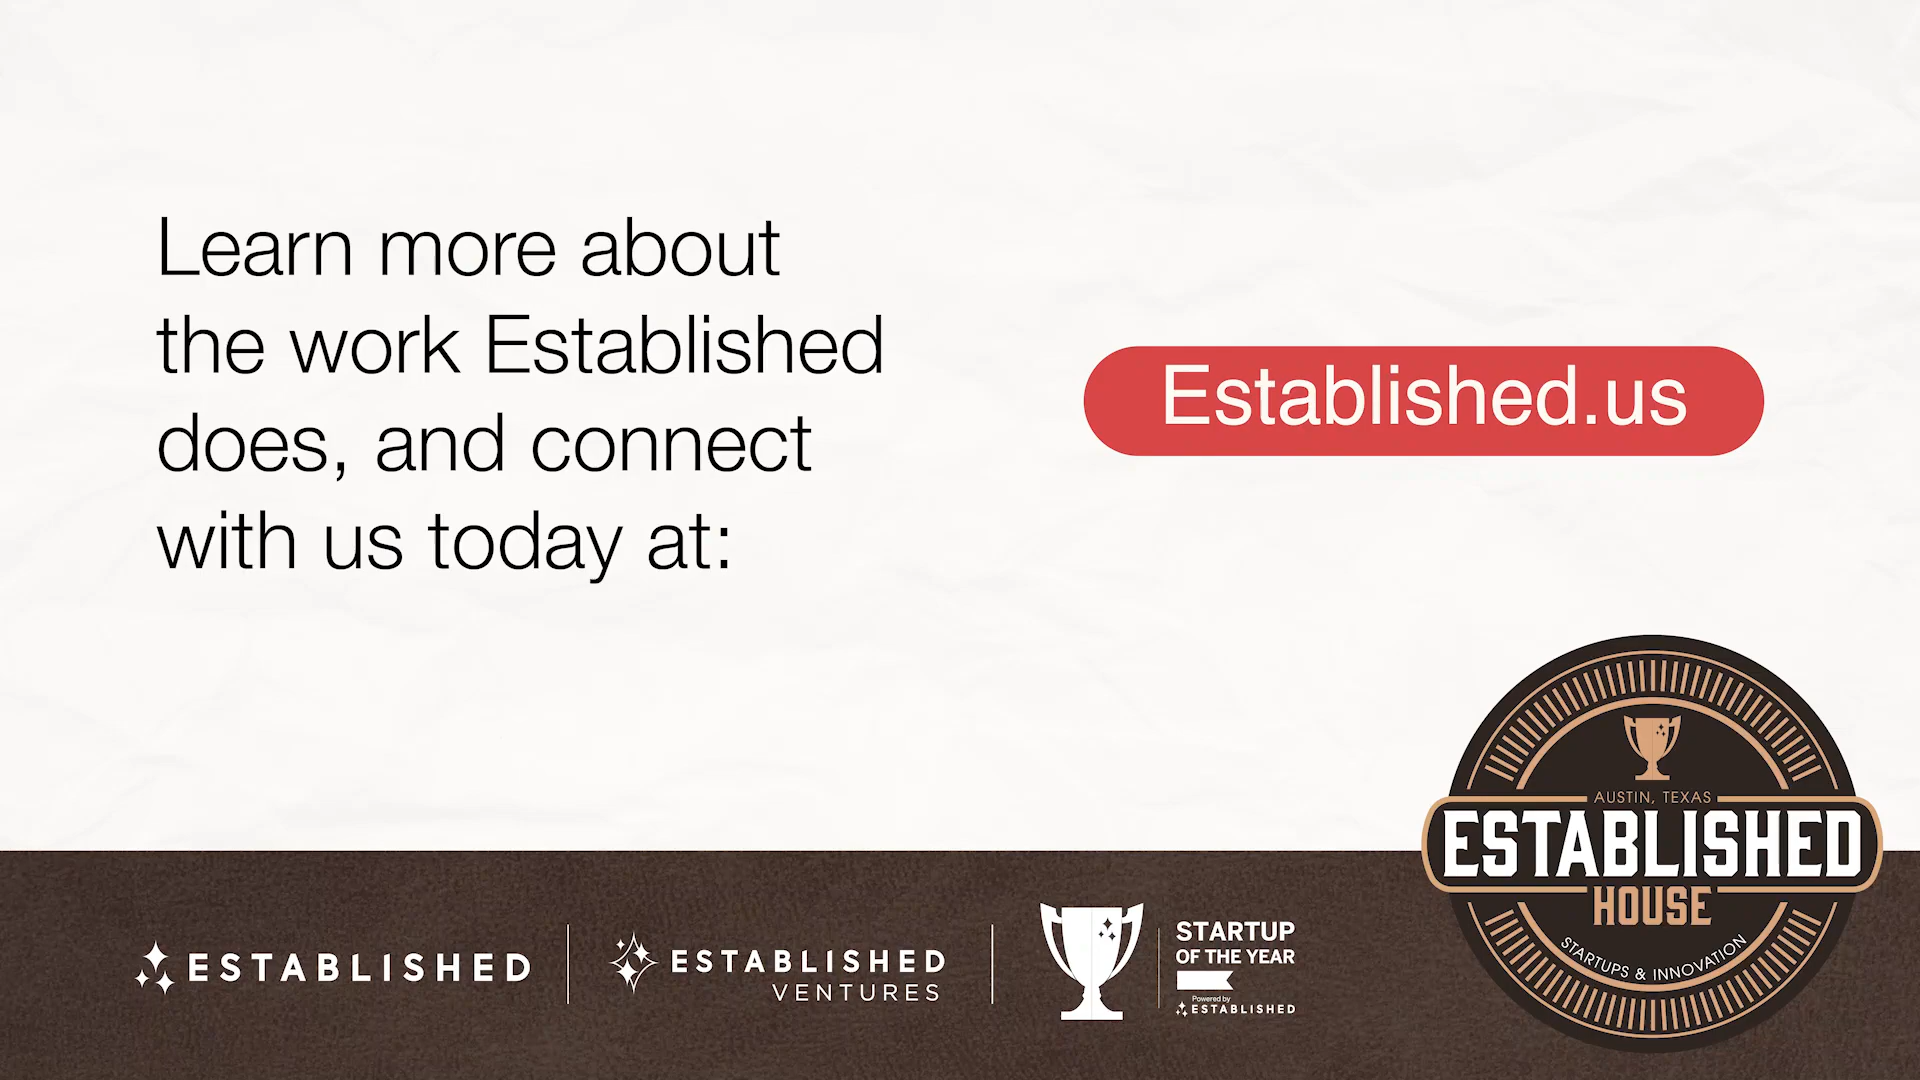 Learn more about
the work Established
does, and connect
with us today at:
Established.us
AUSTIN, TEXAS
ESTABLISHED
HOUSE
STARTUPS & INNOVATION
ESTABLISHED
ESTABLISHED
VENTURES
STARTUP
OF THE YEAR
Powered by
ESTABLISHED